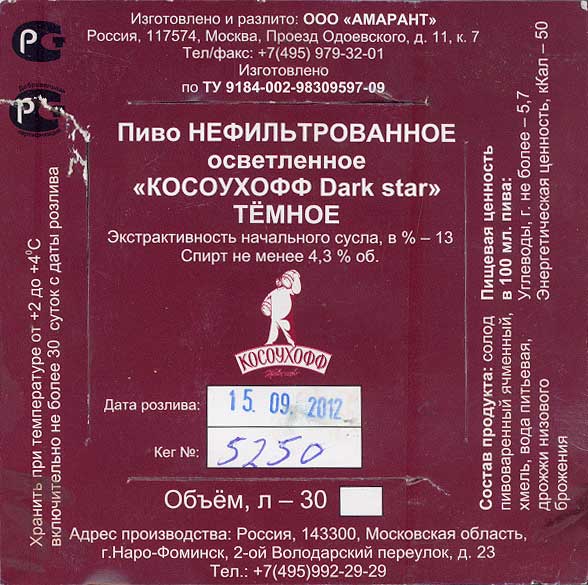 Изготовлено и разлито: ООО «АМАРАНТ»
Россия, 117574, Москва, Проезд Одоевского, д. 11, к. 7
Тел/факс: +7(495) 979-32-01
Изготовлено
по ТУ 9184-002-98309597-09
Добровольная
сертификация
Пиво НЕФИЛЬТРОВАННОЕ
осветленное
«КОСОУХОФФ Dark star»
ТЁМНОЕ
Экстрактивность начального сусла, в % – 13
Спирт не менее 4,3 % об.
КОСОУХОФФ
Дата розлива: 15. 09. 2012
Кег №: 5250
Объём, л – 30
Хранить при температуре от +2 до +4⁰С
включительно не более 30 суток с даты розлива
Пищевая ценность
в 100 мл. пива:
Углеводы, г. не более – 5,7
Энергетическая ценность, кКал – 50
Состав продукта: солод
пивоваренный ячменный,
хмель, вода питьевая,
дрожжи низового
брожения
Адрес производства: Россия, 143300, Московская область,
г.Наро-Фоминск, 2-ой Володарский переулок, д. 23
Тел.: +7(495)992-29-29